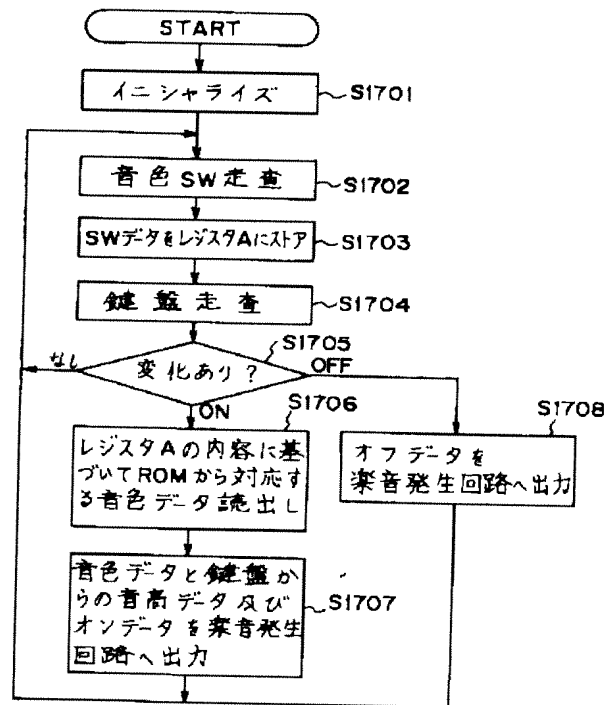 START
イニシャライズ
S1701
音色SW走査
S1702
SWデータをレジスタAにストア
S1703
鍵盤走査
S1704
S1705
変化あり?
なし
OFF
ON
S1706
レジスタAの内容に基
づいてROMから対応す
る音色データ読出し
S1708
オフデータを
楽音発生回路へ出力
音色データと鍵盤か
らの音高データ及び
オンデータを楽音発生
回路へ出力
S1707